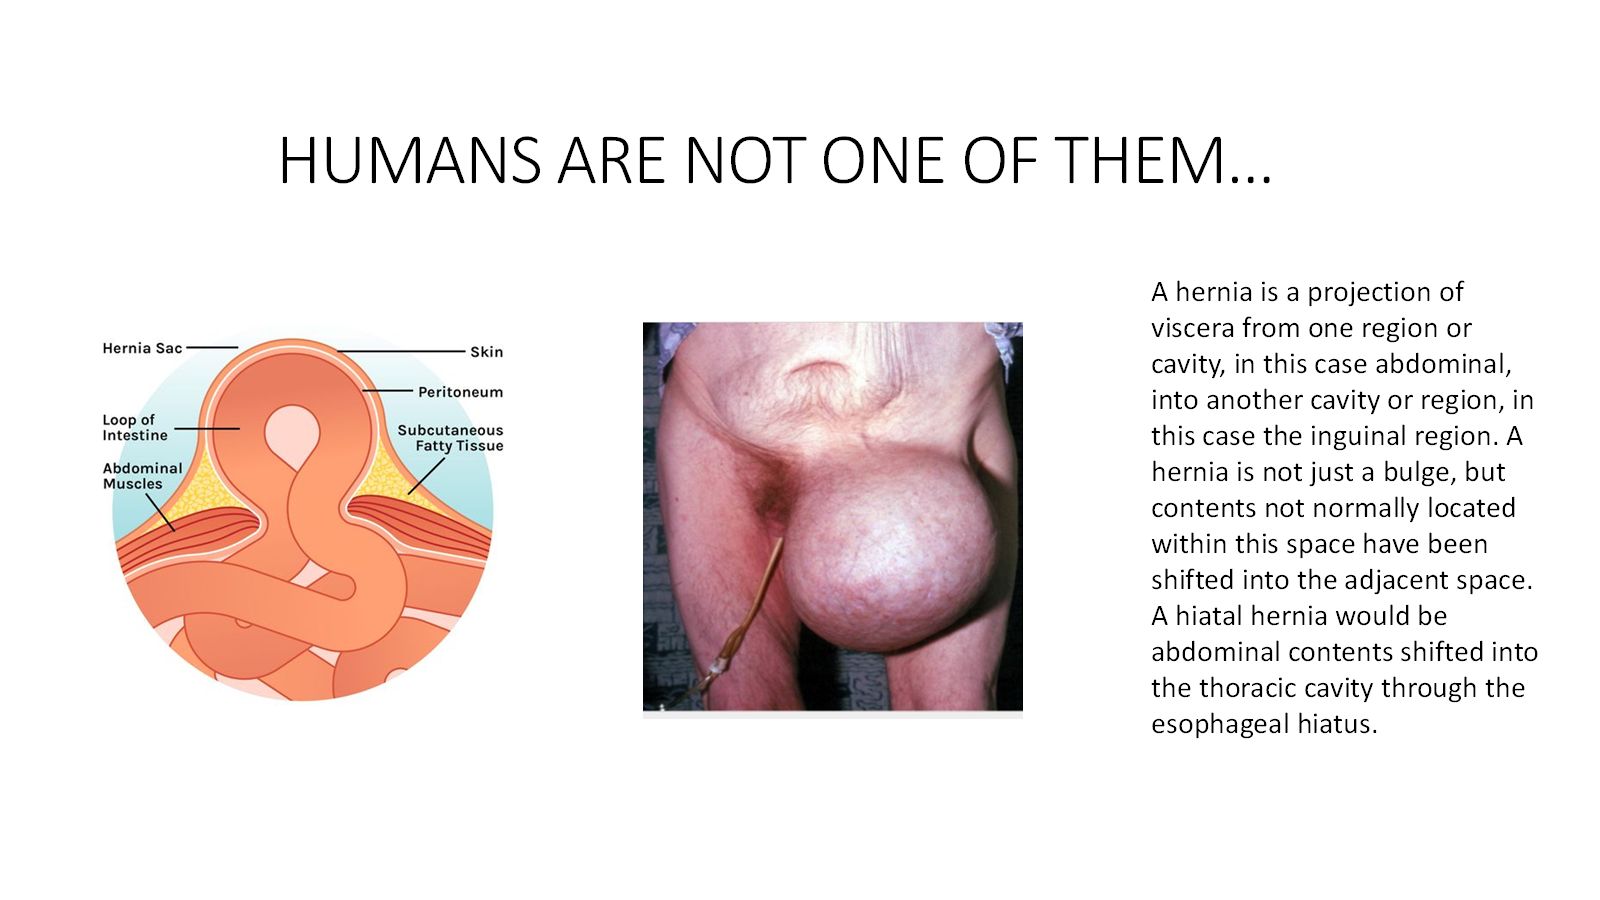 HUMANS ARE NOT ONE OF THEM...
Hernia Sac
Loop of
Intestine
Abdominal
Muscles
Skin
Peritoneum
Subcutaneous
Fatty Tissue
A hernia is a projection of
viscera from one region or
cavity, in this case abdominal,
into another cavity or region, in
this case the inguinal region. A
hernia is not just a bulge, but
contents not normally located
within this space have been
shifted into the adjacent space.
A hiatal hernia would be
abdominal contents shifted into
the thoracic cavity through the
esophageal hiatus.